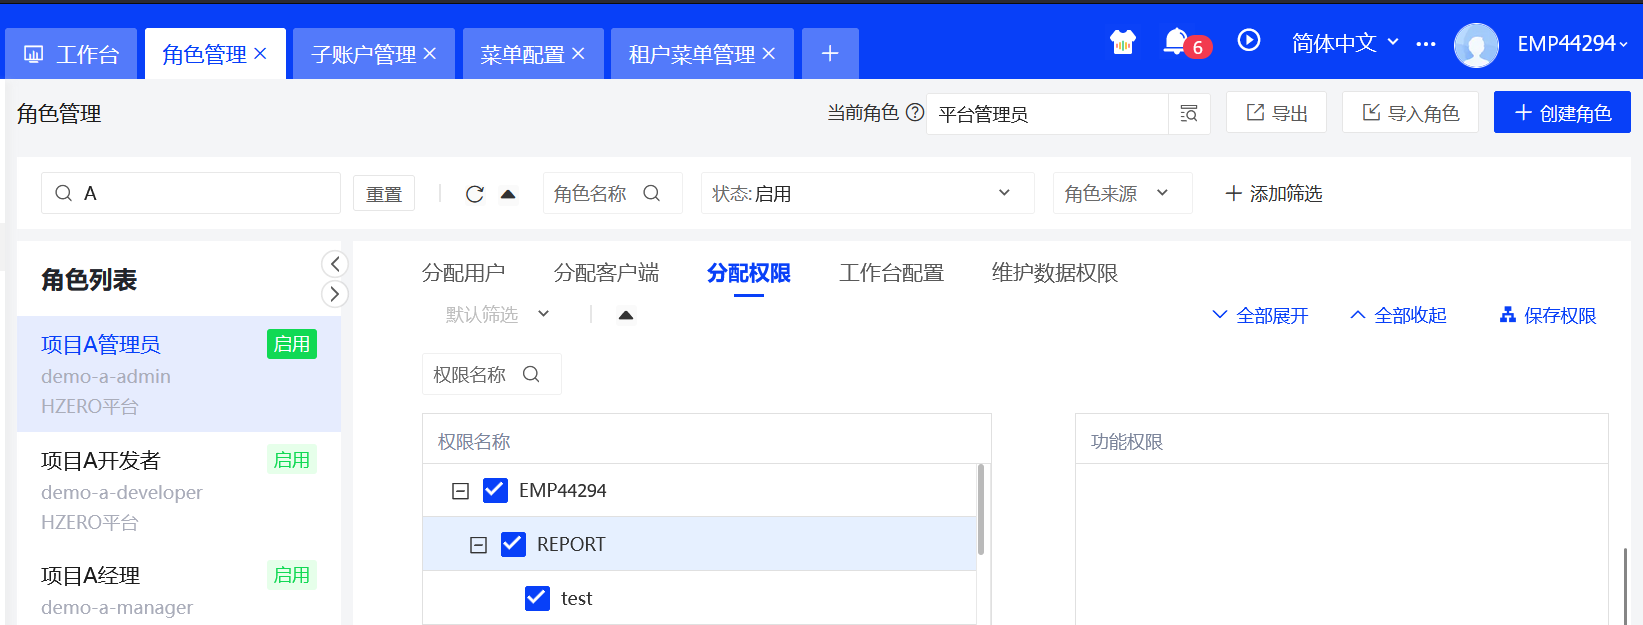 工作台 角色管理 子账户管理 菜单配置 租户菜单管理 6 简体中文 EMP44294
角色管理 当前角色 平台管理员 导出 导入角色 创建角色
A 重置 角色名称 状态: 启用 角色来源 添加筛选
角色列表
项目A管理员 启用
demo-a-admin
HZERO平台
项目A开发者 启用
demo-a-developer
HZERO平台
项目A经理 启用
demo-a-manager
分配用户 分配客户端 分配权限 工作台配置 维护数据权限
默认筛选 全部展开 全部收起 保存权限
权限名称
权限名称 功能权限
EMP44294
REPORT
test